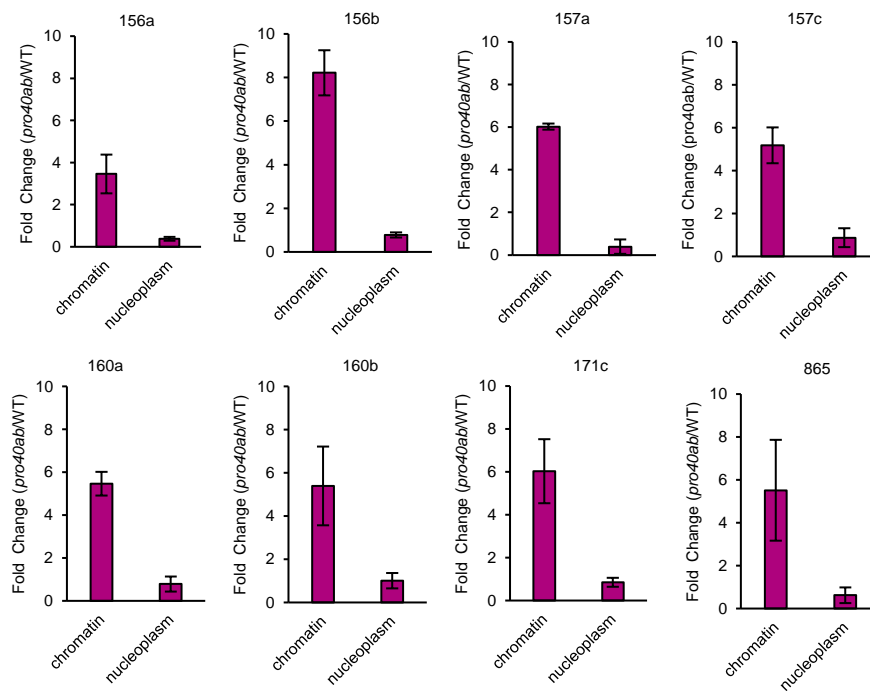 156a
156b
157a
157c
Fold Change (pro40ab/WT)
10
8
6
4
2
0
chromatin
nucleoplasm
Fold Change (pro40ab/WT)
10
8
6
4
2
0
chromatin
nucleoplasm
Fold Change (pro40ab/WT)
10
8
6
4
2
0
chromatin
nucleoplasm
Fold Change (pro40ab/WT)
10
8
6
4
2
0
chromatin
nucleoplasm
160a
160b
171c
865
Fold Change (pro40ab/WT)
10
8
6
4
2
0
chromatin
nucleoplasm
Fold Change (pro40ab/WT)
10
8
6
4
2
0
chromatin
nucleoplasm
Fold Change (pro40ab/WT)
10
8
6
4
2
0
chromatin
nucleoplasm
Fold Change (pro40ab/WT)
10
8
6
4
2
0
chromatin
nucleoplasm